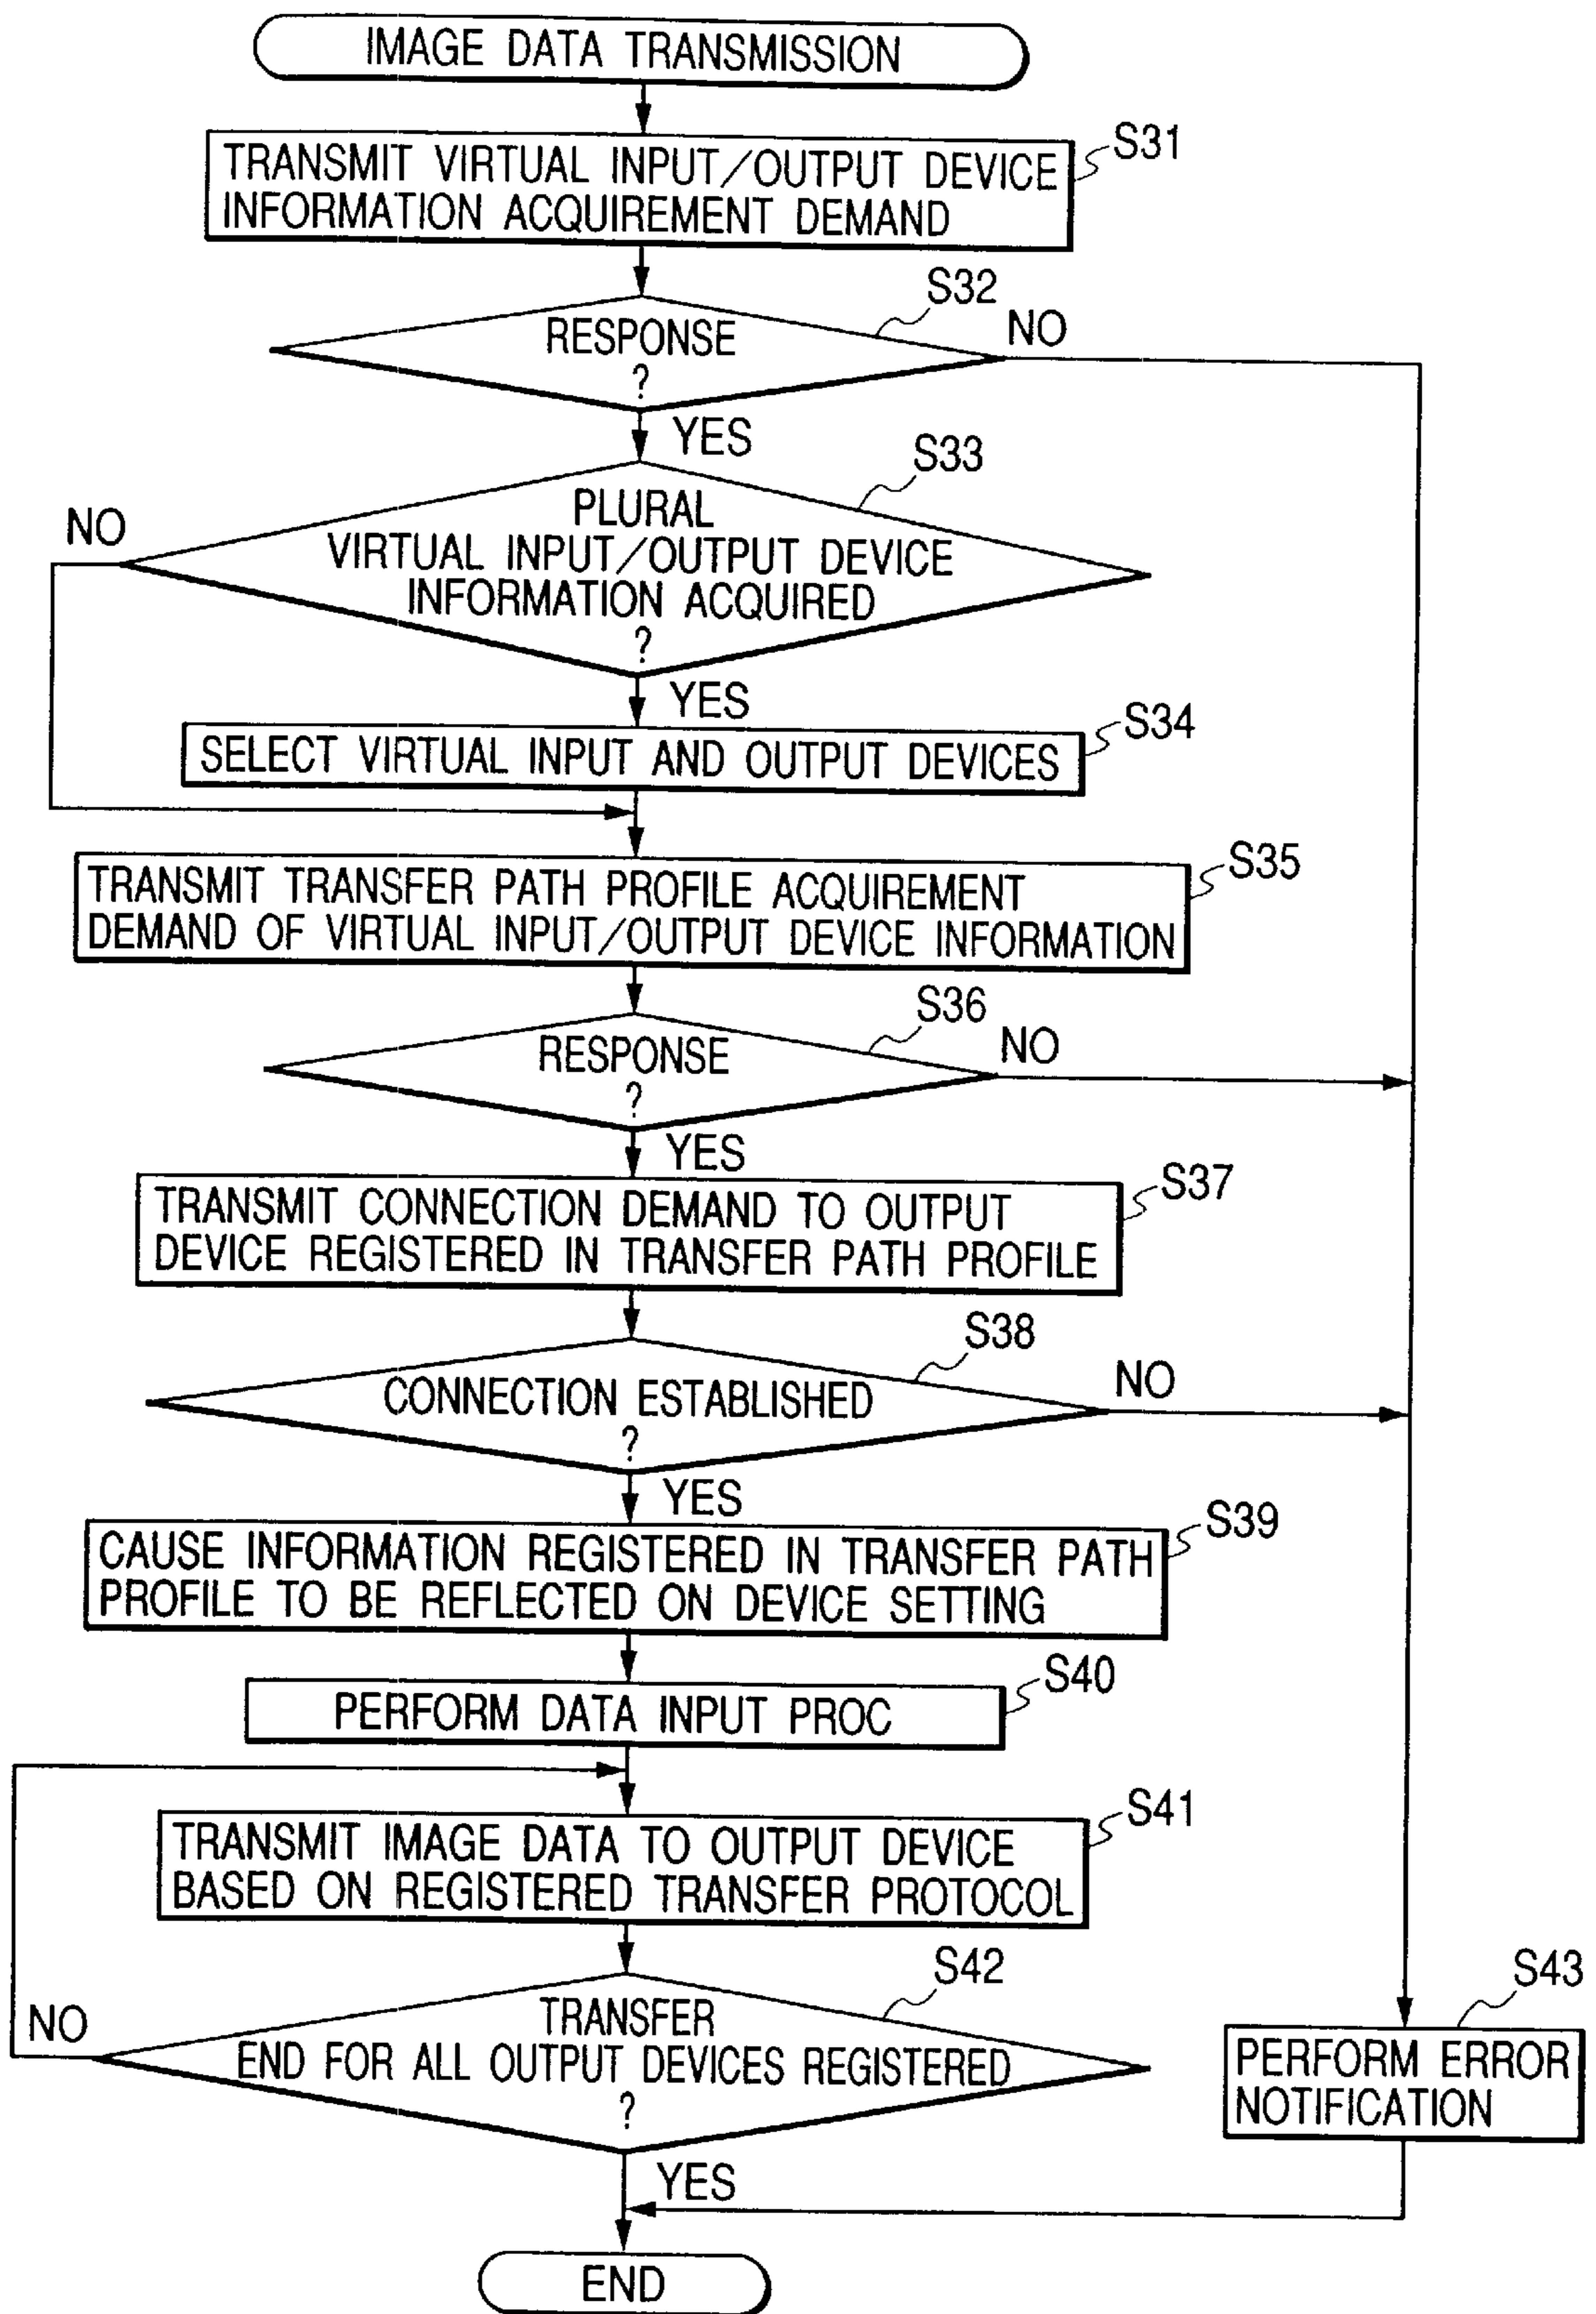 IMAGE DATA TRANSMISSION
S31
TRANSMIT VIRTUAL INPUT/OUTPUT DEVICE
INFORMATION ACQUIREMENT DEMAND
S32
RESPONSE
?
NO
YES
S33
PLURAL
VIRTUAL INPUT/OUTPUT DEVICE
INFORMATION ACQUIRED
?
NO
YES
S34
SELECT VIRTUAL INPUT AND OUTPUT DEVICES
S35
TRANSMIT TRANSFER PATH PROFILE ACQUIREMENT
DEMAND OF VIRTUAL INPUT/OUTPUT DEVICE INFORMATION
S36
RESPONSE
?
NO
YES
S37
TRANSMIT CONNECTION DEMAND TO OUTPUT
DEVICE REGISTERED IN TRANSFER PATH PROFILE
S38
CONNECTION ESTABLISHED
?
NO
YES
S39
CAUSE INFORMATION REGISTERED IN TRANSFER PATH
PROFILE TO BE REFLECTED ON DEVICE SETTING
S40
PERFORM DATA INPUT PROC
S41
TRANSMIT IMAGE DATA TO OUTPUT DEVICE
BASED ON REGISTERED TRANSFER PROTOCOL
S42
TRANSFER
END FOR ALL OUTPUT DEVICES REGISTERED
?
NO
YES
S43
PERFORM ERROR
NOTIFICATION
END